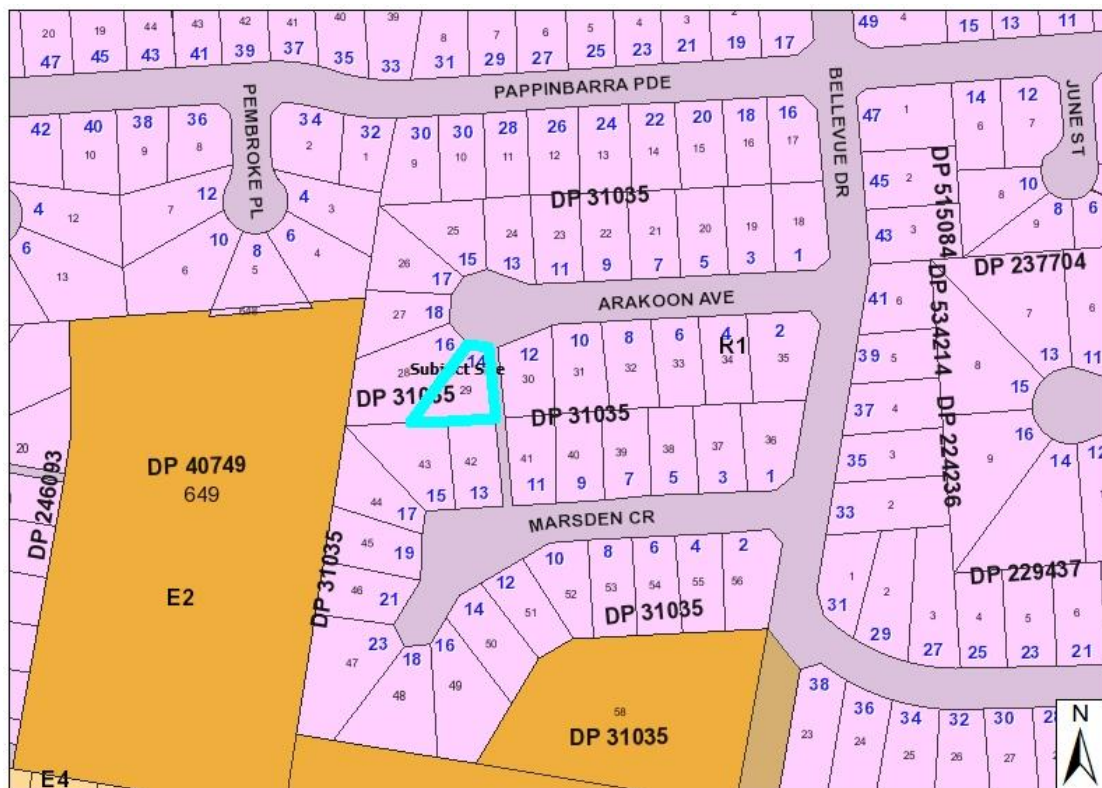 20 19 44 43 42 41 40 39 8 7 6 5 4 3 2 1 49 4
47 45 43 41 39 37 35 33 31 29 27 25 23 21 19 17 15 13 11
PAPPINBARRA PDE
PEMBROKE PL
BELLEVUE DR
JUNE ST
42 40 38 36 34 32 30 30 28 26 24 22 20 18 16 47 1 14 12
10 9 8 2 1 9 10 11 12 13 14 15 16 17 6 7
DP 31035
45 2 DP 515084 10 8 6
4 12 7 12 4 3 8 9
6 13 6 10 8 5 6 4
25 24 23 22 21 20 19 18 43 3
26 17 15 13 11 9 7 5 3 1
DP 237704
ARAKOON AVE
41 6 DP 534214 7 6
27 18
16 14 12 10 8 6 4 2
R1
28 Subject Site
29 30 31 32 33 34 35
39 5 8 13 11
15
DP 31035
DP 31035
37 4 DP 224236 16 14 12
20
DP 246093
DP 40749
649
43 42 41 40 39 38 37 36
15 13 11 9 7 5 3 1
35 3 9
44 17
MARSDEN CR
33 2
45 19
DP 31035
46 21
E2
12 10 8 6 4 2
14 51 52 53 54 55 56
DP 31035
DP 229437
1 2 3 4 5 6
31 29 27 25 23 21
47 23 18 16 50
48 49
58
DP 31035
38 36 34 32 30
23 24 25 26 27
N
E4